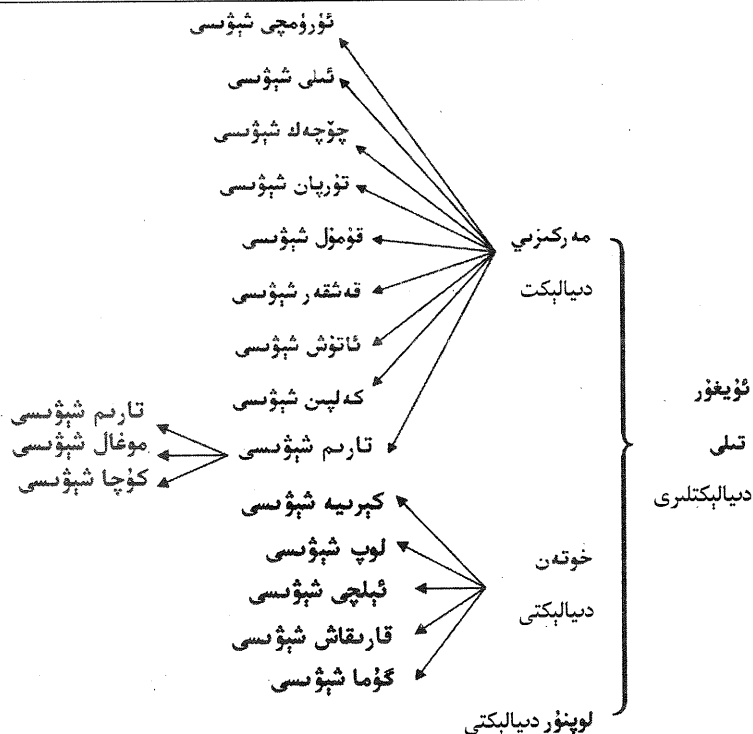 ئۈرۈمچى شېۋىسى
ئىلى شېۋىسى
چۆچەك شېۋىسى
تۇرپان شېۋىسى
قۇمۇل شېۋىسى
قەشقەر شېۋىسى
ئاتۇش شېۋىسى
كەلپىن شېۋىسى
تارىم شېۋىسى
مەركىزىي
دىيالېكت
ئۇيغۇر
تىلى
دىيالېكتلىرى
تارىم شېۋىسى
موغال شېۋىسى
كۇچا شېۋىسى
كېرىيە شېۋىسى
لوپ شېۋىسى
ئىلچى شېۋىسى
قارىقاش شېۋىسى
گۇما شېۋىسى
خوتەن
دىيالېكتى
لوپنۇر دىيالېكتى